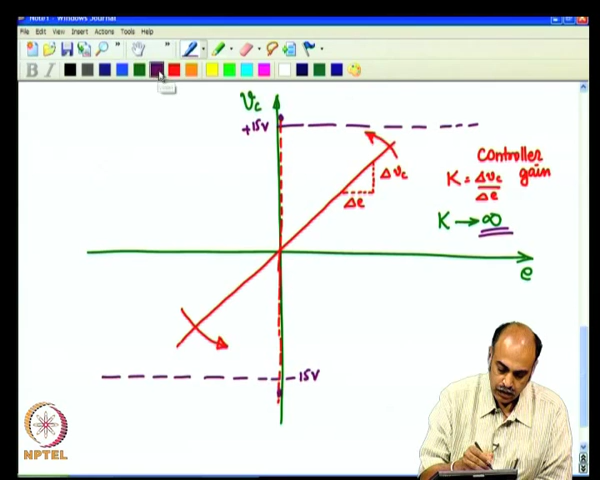 Note1 - Windows Journal
File Edit View Insert Actions Tools Help
B I
Vc
+15V
Controller
gain
K = Δvc/Δe
Δvc
Δe
K → ∞
e
-15V
NPTEL